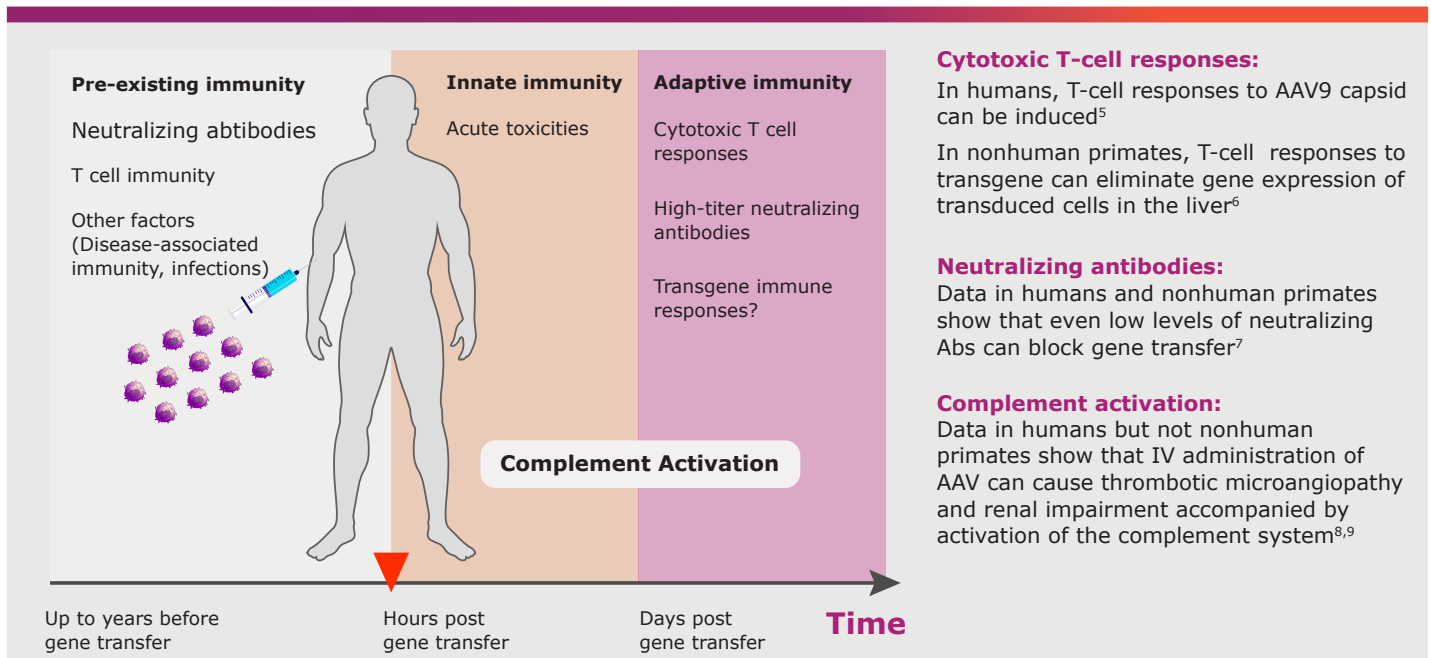 Pre-existing immunity
Neutralizing abtibodies
T cell immunity
Other factors
(Disease-associated
immunity, infections)
Innate immunity
Acute toxicities
Adaptive immunity
Cytotoxic T cell
responses
High-titer neutralizing
antibodies
Transgene immune
responses?
Complement Activation
Up to years before
gene transfer
Hours post
gene transfer
Days post
gene transfer
Time
Cytotoxic T-cell responses:
In humans, T-cell responses to AAV9 capsid
can be induced⁵
In nonhuman primates, T-cell responses to
transgene can eliminate gene expression of
transduced cells in the liver⁶
Neutralizing antibodies:
Data in humans and nonhuman primates
show that even low levels of neutralizing
Abs can block gene transfer⁷
Complement activation:
Data in humans but not nonhuman
primates show that IV administration of
AAV can cause thrombotic microangiopathy
and renal impairment accompanied by
activation of the complement system⁸,⁹